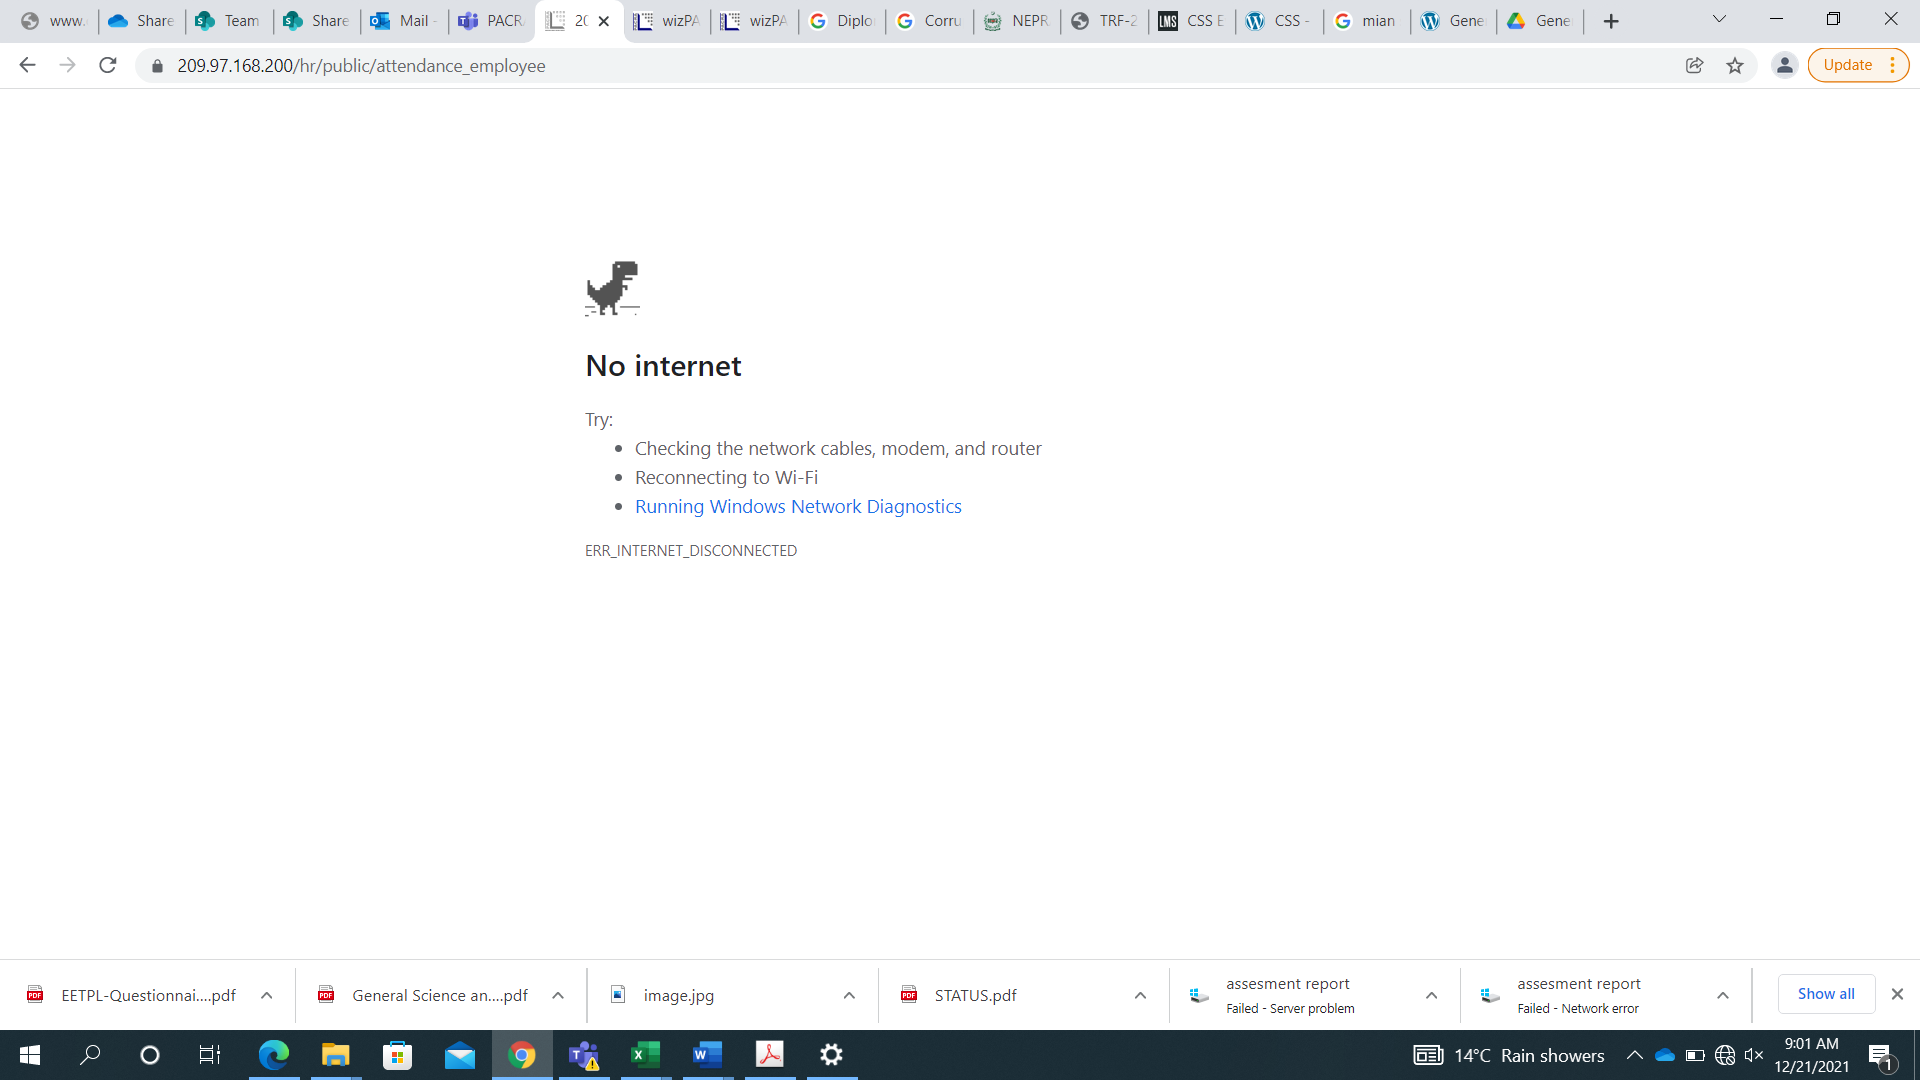 www. Share Team Share Mail - PACRA 20 wizPA wizPA Diplo Corru NEPR TRF-2 CSS E CSS - mian Gene Gene
209.97.168.200/hr/public/attendance_employee
Update
No internet
Try:
Checking the network cables, modem, and router
Reconnecting to Wi-Fi
Running Windows Network Diagnostics
ERR_INTERNET_DISCONNECTED
EETPL-Questionnai....pdf
General Science an....pdf
image.jpg
STATUS.pdf
assesment report
Failed - Server problem
assesment report
Failed - Network error
Show all
14°C Rain showers
9:01 AM
12/21/2021
1